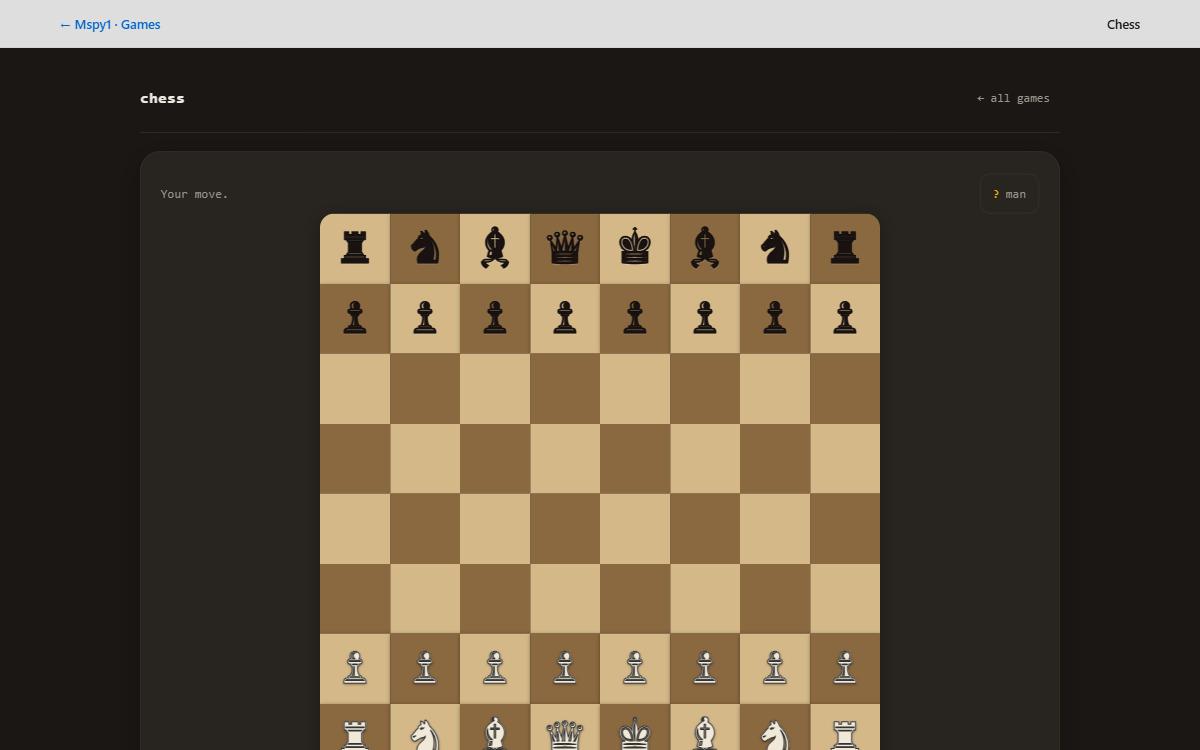 ← Mspy1 · Games
Chess
chess
← all games
Your move.
? man